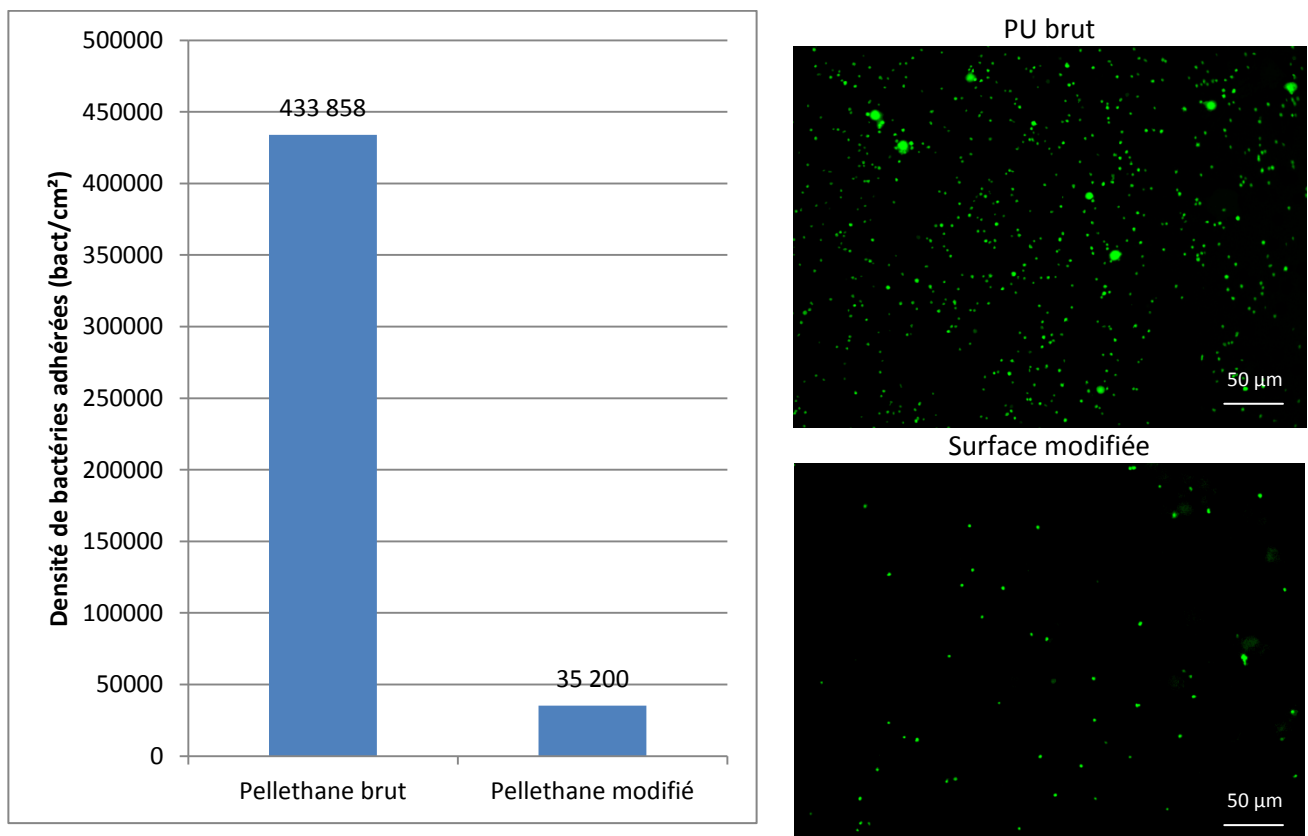 Densité de bactéries adhérées (bact/cm²)
500000
450000
400000
350000
300000
250000
200000
150000
100000
50000
0
433 858
35 200
Pellethane brut
Pellethane modifié
PU brut
50 µm
Surface modifiée
50 µm